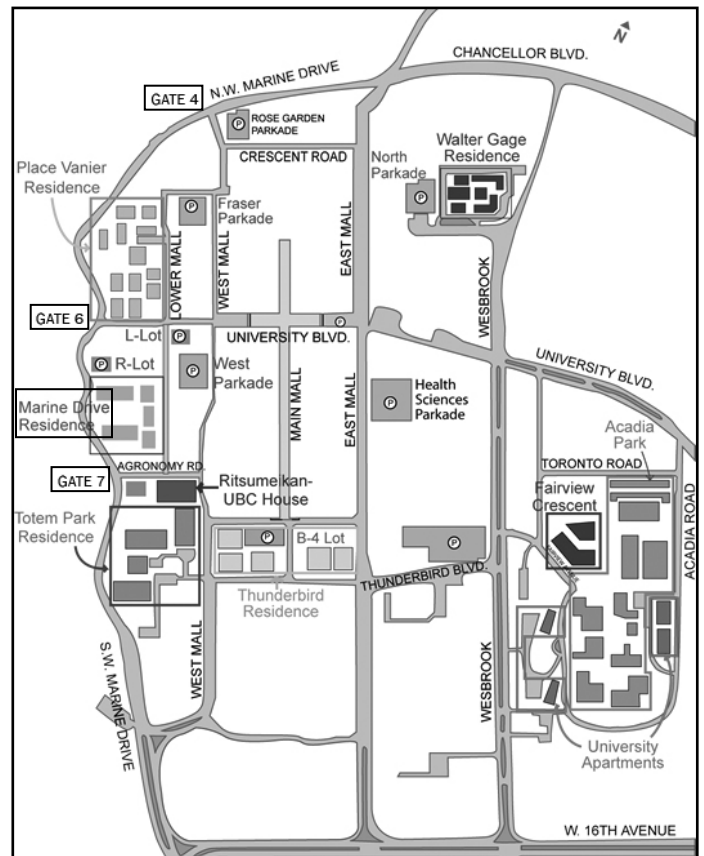 N
CHANCELLOR BLVD.
N.W. MARINE DRIVE
GATE 4
P
ROSE GARDEN
PARKADE
CRESCENT ROAD
Walter Gage
Residence
North
Parkade
P
Place Vanier
Residence
P
Fraser
Parkade
LOWER MALL
WEST MALL
EAST MALL
WESBROOK
GATE 6
P
UNIVERSITY BLVD.
L-Lot
P
P
R-Lot
P
West
Parkade
MAIN MALL
EAST MALL
UNIVERSITY BLVD.
Health
Sciences
Parkade
P
Marine Drive
Residence
Acadia
Park
AGRONOMY RD.
TORONTO ROAD
GATE 7
Ritsumeikan-
UBC House
Fairview
Crescent
ACADIA ROAD
Totem Park
Residence
P
B-4 Lot
P
THUNDERBIRD BLVD.
Thunderbird
Residence
S.W. MARINE DRIVE
WEST MALL
WESBROOK
University
Apartments
W. 16TH AVENUE